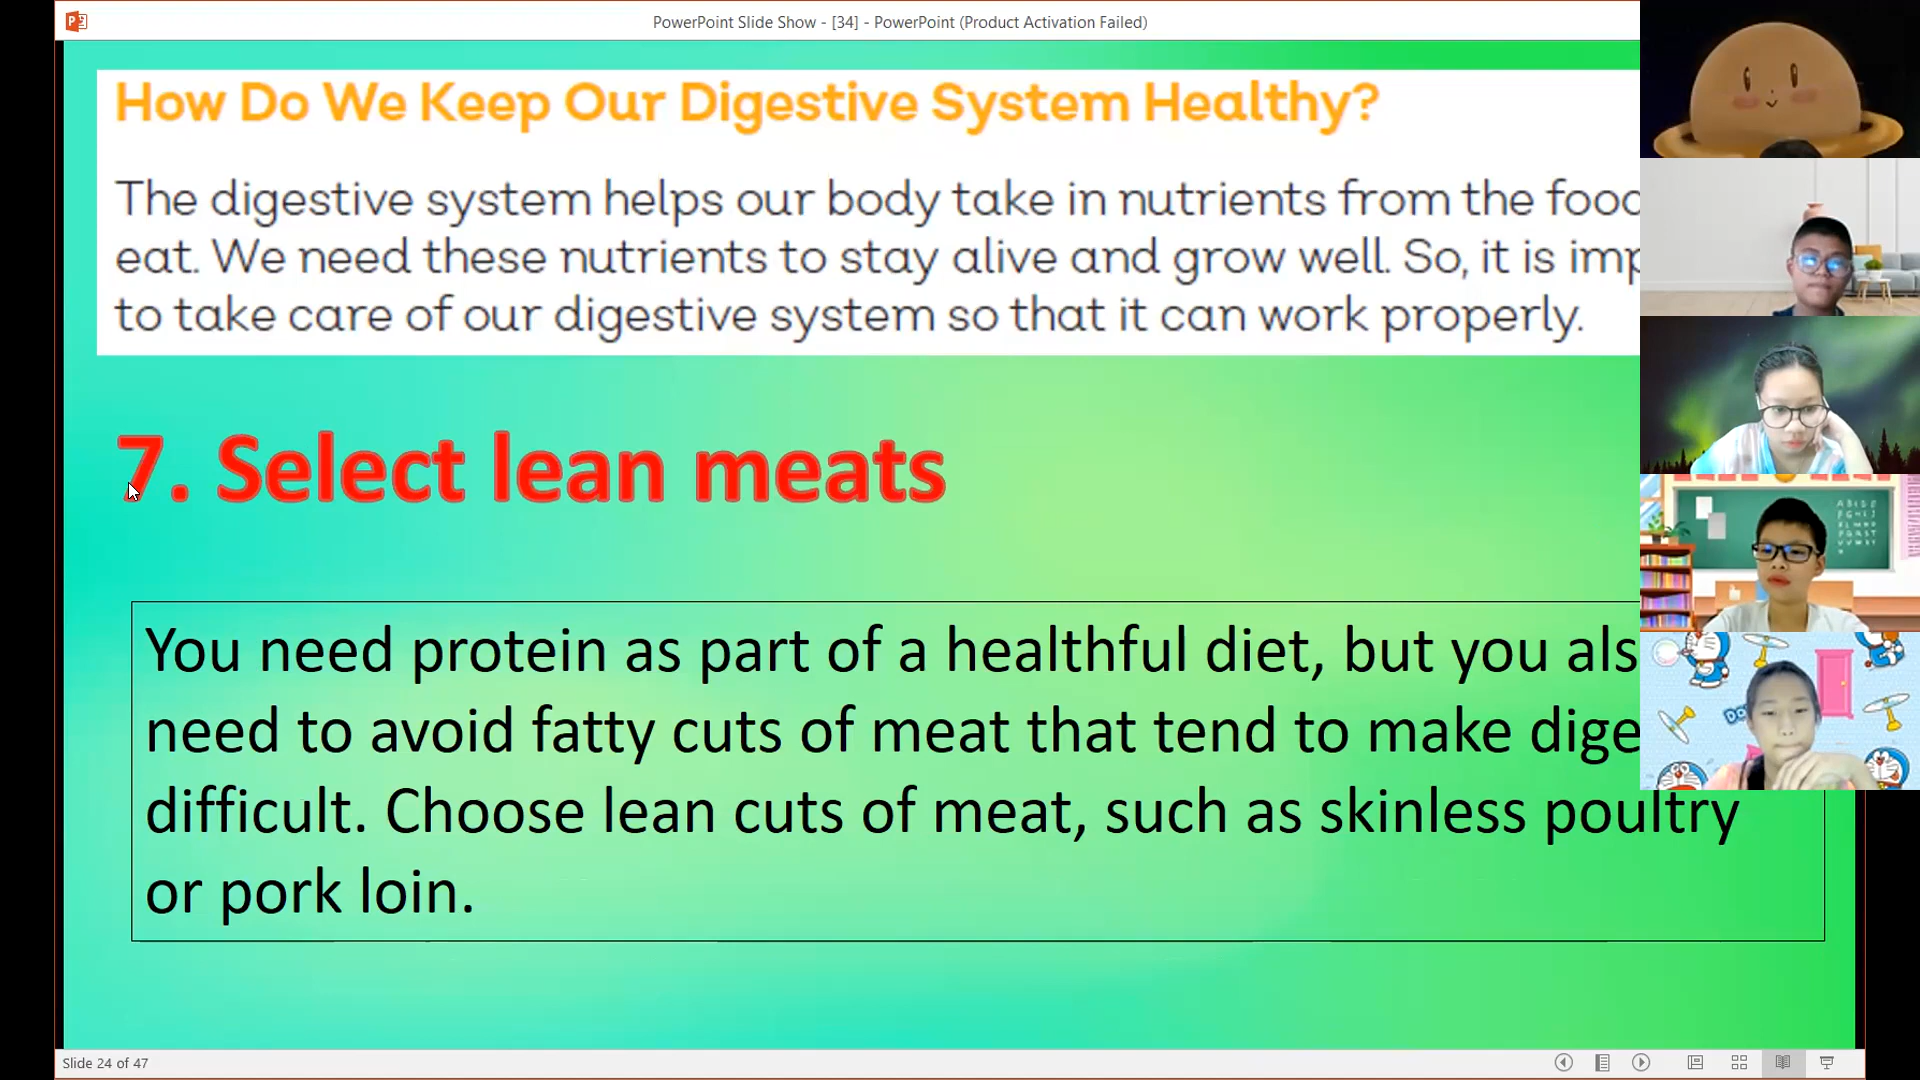 PowerPoint Slide Show - [34] - PowerPoint (Product Activation Failed)
How Do We Keep Our Digestive System Healthy?
The digestive system helps our body take in nutrients from the
eat. We need these nutrients to stay alive and grow well. So, it is
to take care of our digestive system so that it can work properly.
7. Select lean meats
You need protein as part of a healthful diet, but you
need to avoid fatty cuts of meat that tend to make
difficult. Choose lean cuts of meat, such as skinless poultry
or pork loin.
Slide 24 of 47